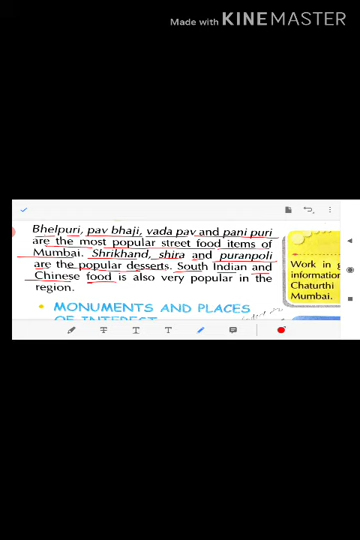 Made with KINEMASTER
Bhelpuri, pav bhaji, vada pav and pani puri
are the most popular street food items of
Mumbai. Shrikhand, shira and puranpoli
are the popular desserts. South Indian and
Chinese food is also very popular in the
region.
MONUMENTS AND PLACES
OF INTEREST
Work in g
information
Chaturthi
Mumbai.